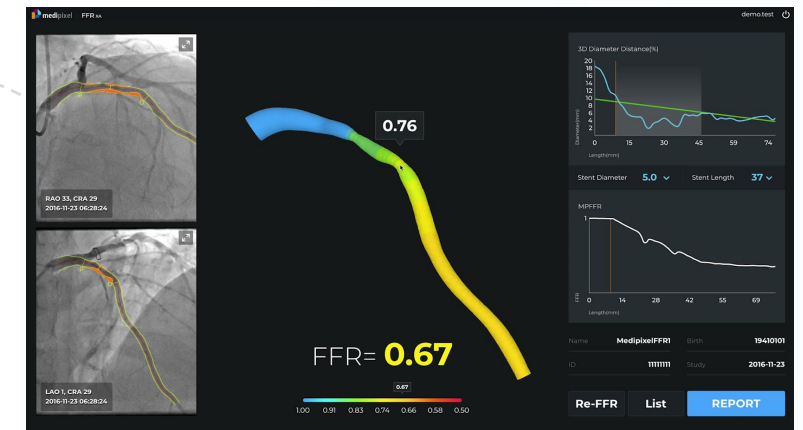 medipixel FFR XA
demo.test
RAO 33, CRA 29
2016-11-23 06:28:24
LAO 1, CRA 29
2016-11-23 06:28:24
0.76
FFR= 0.67
0.67
1.00 0.91 0.83 0.74 0.66 0.58 0.50
3D Diameter Distance(%)
20
18
16
14
12
10
8
6
4
2
Diameter(mm)
0 15 30 45 59 74
Length(mm)
Stent Diameter 5.0 Stent Length 37
MPFFR
1
FFR
0 14 28 42 55 69
Length(mm)
Name MedipixelFFR1 Birth 19410101
ID 11111111 Study 2016-11-23
Re-FFR List REPORT